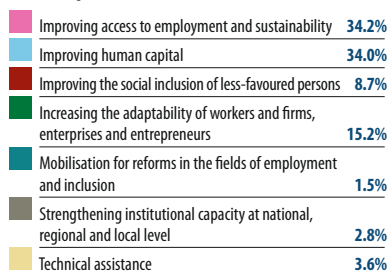 Improving access to employment and sustainability 34.2%
Improving human capital 34.0%
Improving the social inclusion of less-favoured persons 8.7%
Increasing the adaptability of workers and firms,
enterprises and entrepreneurs 15.2%
Mobilisation for reforms in the fields of employment
and inclusion 1.5%
Strengthening institutional capacity at national,
regional and local level 2.8%
Technical assistance 3.6%